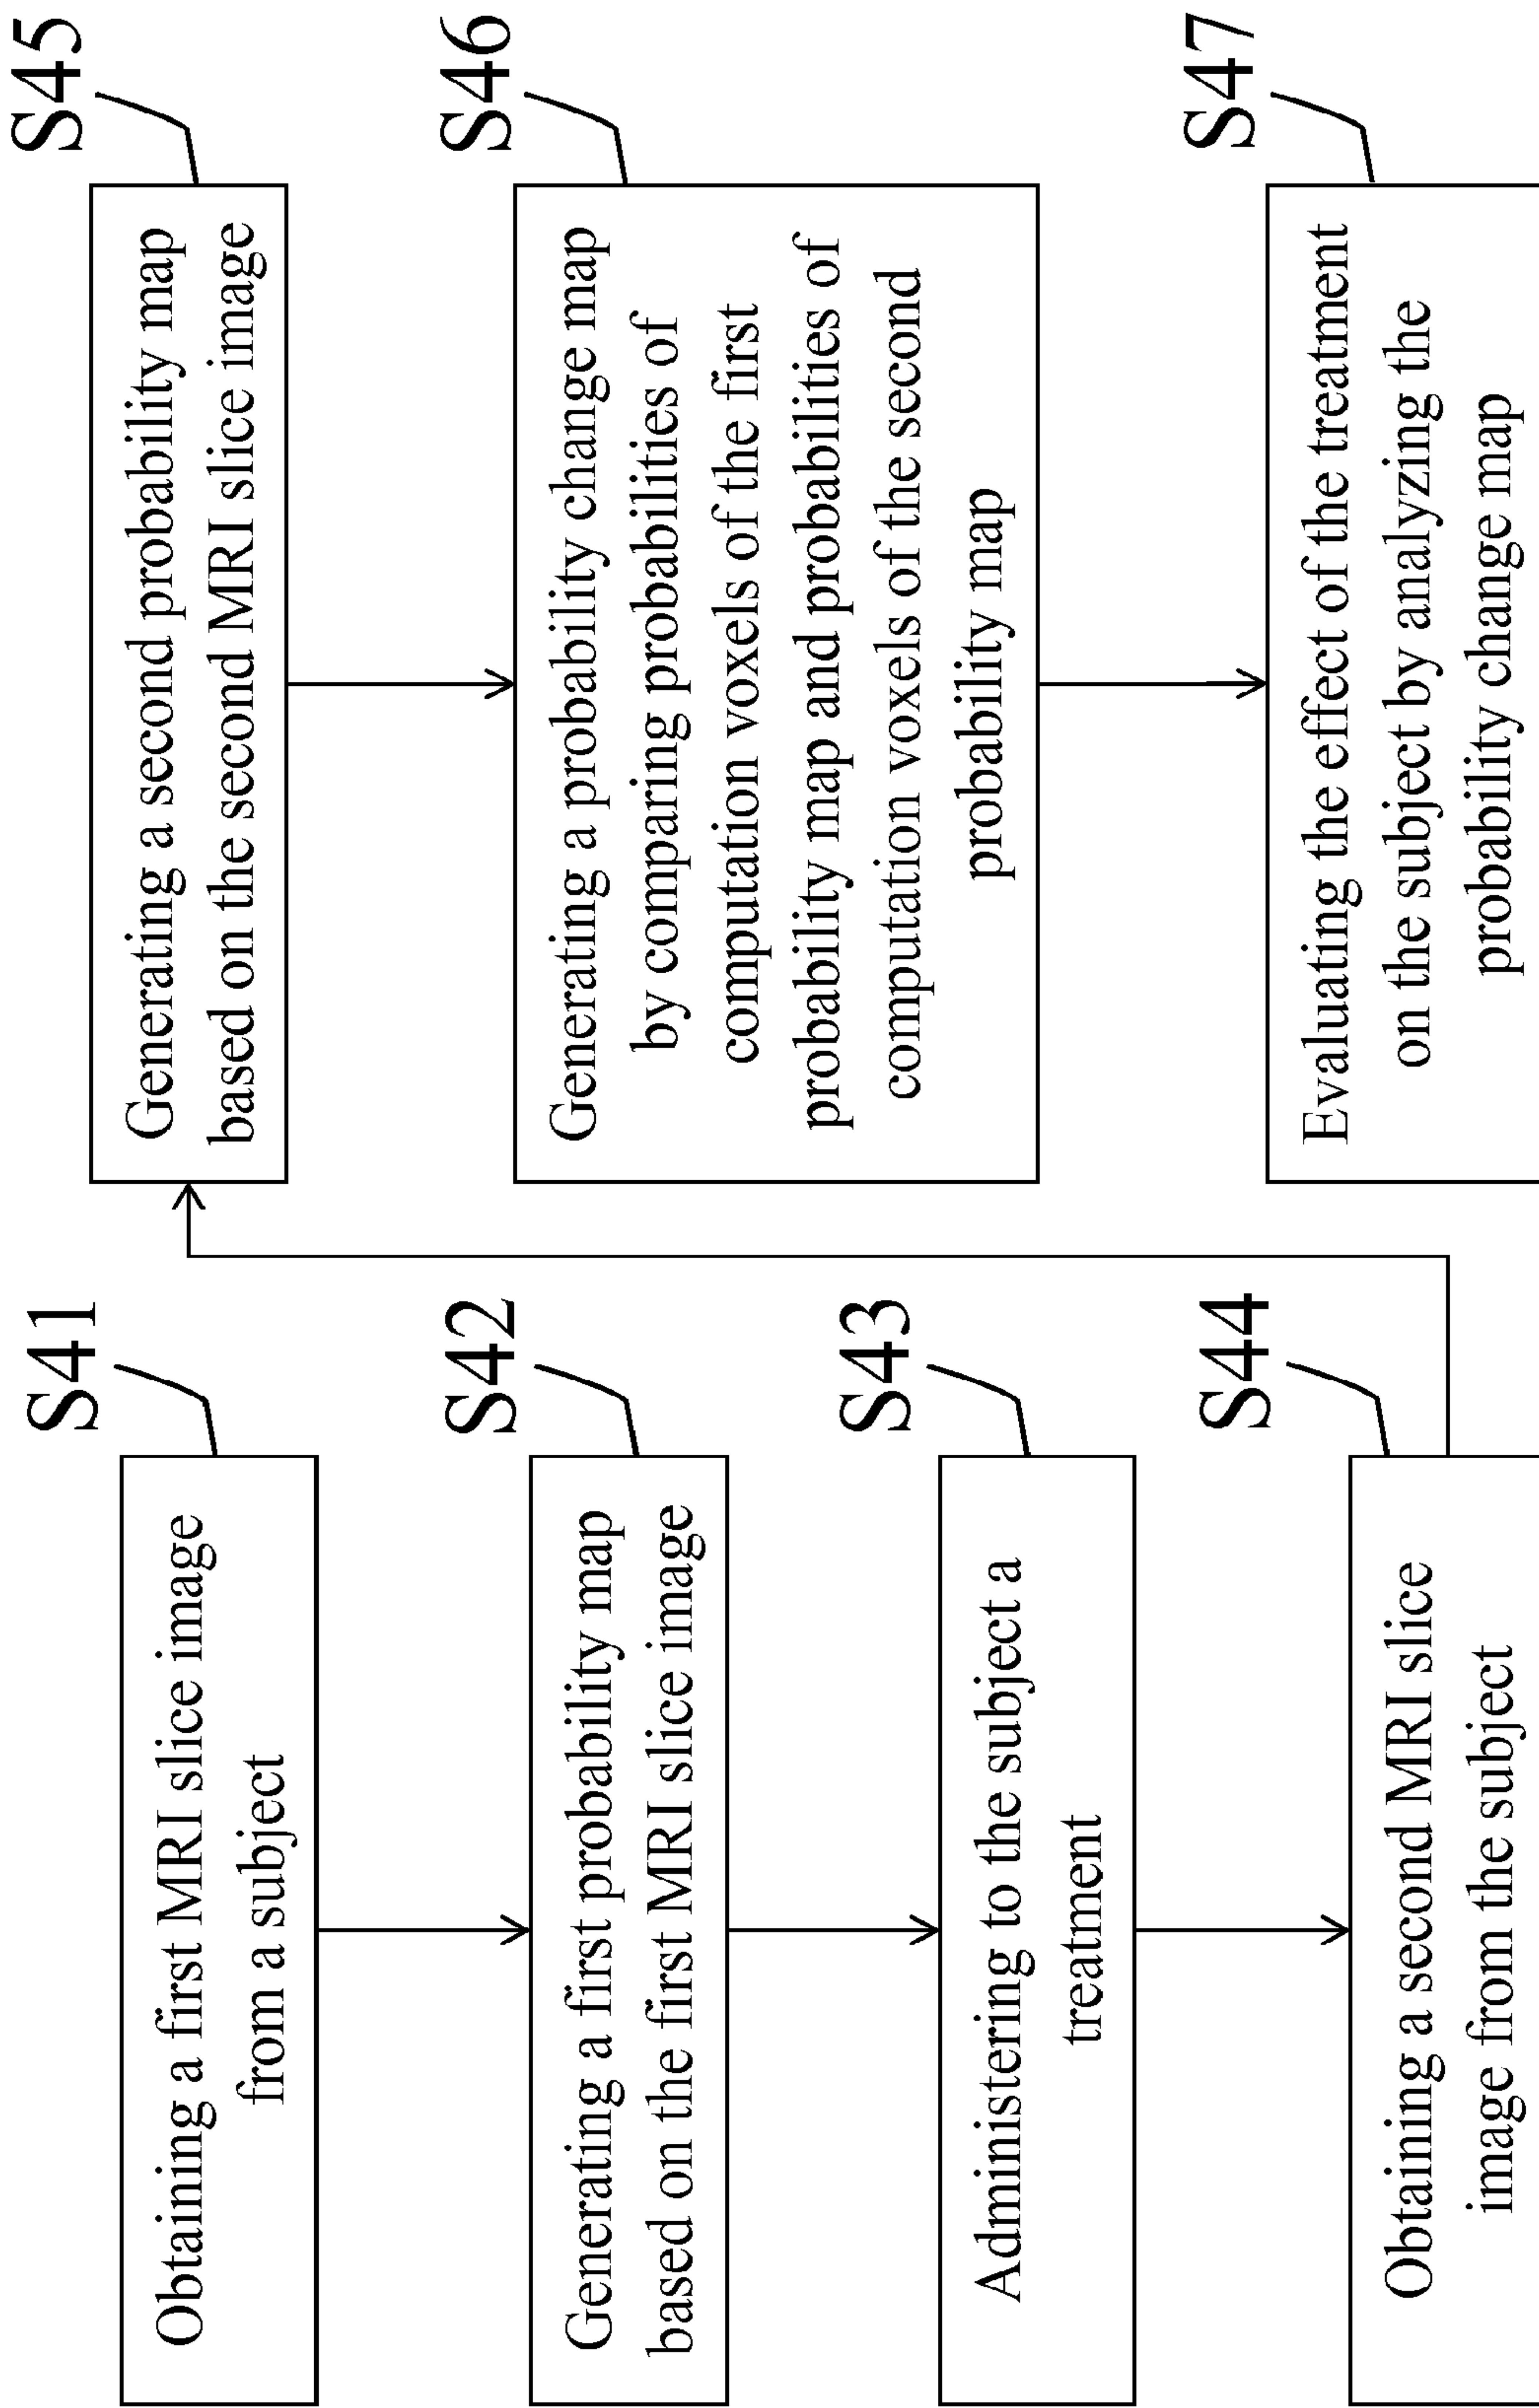 S41
Obtaining a first MRI slice image
from a subject
S42
Generating a first probability map
based on the first MRI slice image
S43
Administering to the subject a
treatment
S44
Obtaining a second MRI slice
image from the subject
S45
Generating a second probability map
based on the second MRI slice image
S46
Generating a probability change map
by comparing probabilities of
computation voxels of the first
probability map and probabilities of
computation voxels of the second
probability map
S47
Evaluating the effect of the treatment
on the subject by analyzing the
probability change map